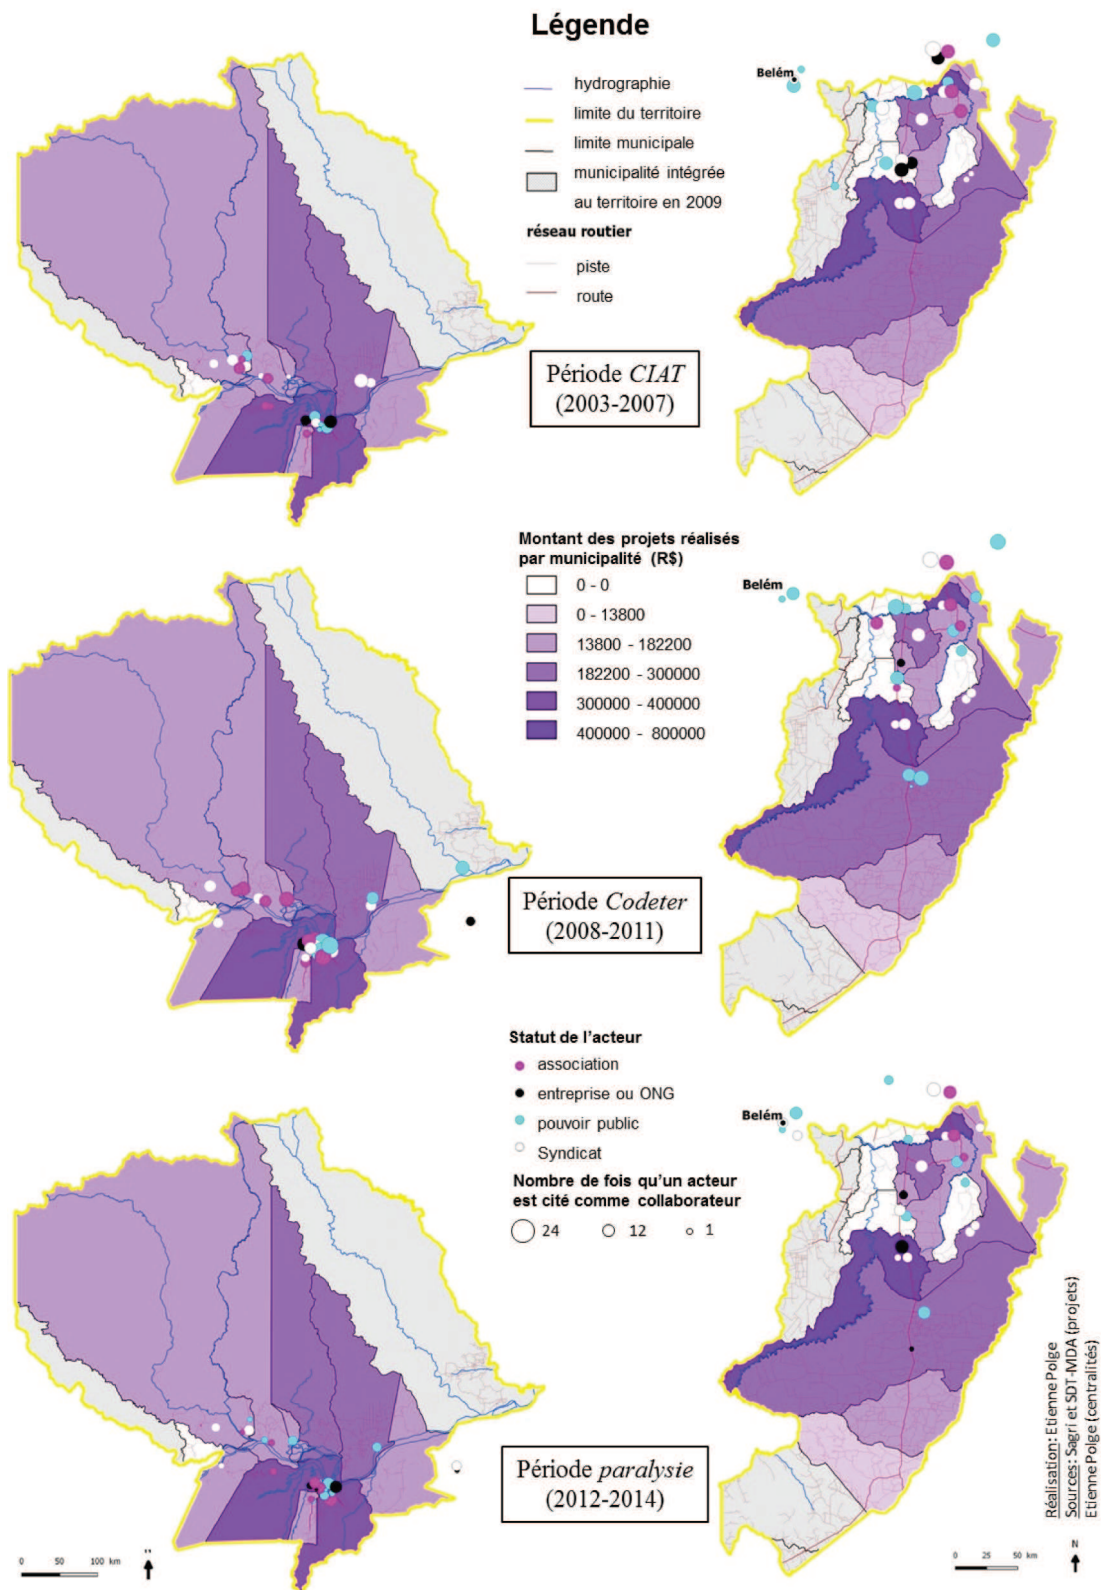 Légende
hydrographie
limite du territoire
limite municipale
municipalité intégrée
au territoire en 2009
réseau routier
piste
route
Belém
Période CIAT
(2003-2007)
Montant des projets réalisés
par municipalité (R$)
0 - 0
0 - 13800
13800 - 182200
182200 - 300000
300000 - 400000
400000 - 800000
Belém
Période Codeter
(2008-2011)
Statut de l'acteur
association
entreprise ou ONG
pouvoir public
Syndicat
Nombre de fois qu'un acteur
est cité comme collaborateur
24 12 1
Belém
Période paralysie
(2012-2014)
Réalisation: Etienne Polge
Sources: Sagri et SDT-MDA (projets)
Etienne Polge (centralités)
0 50 100 km
0 25 50 km
N